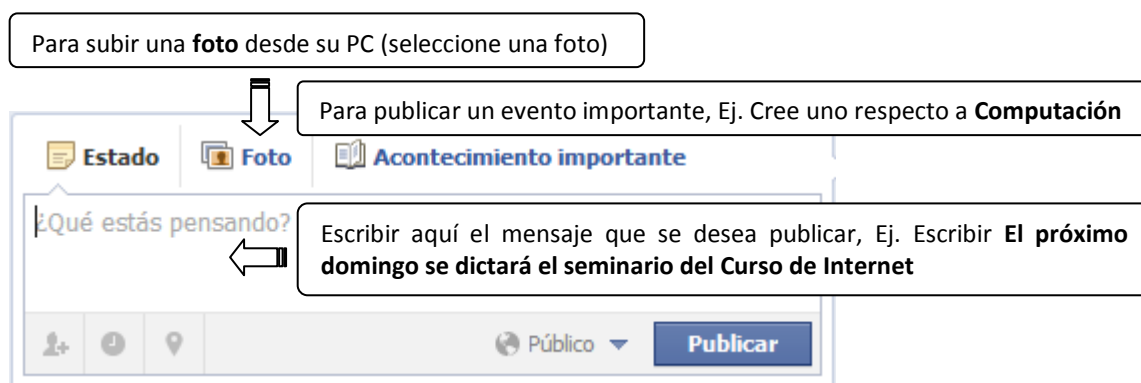 Para subir una foto desde su PC (seleccione una foto)
Para publicar un evento importante, Ej. Cree uno respecto a Computación
Estado Foto Acontecimiento importante
¿Qué estás pensando?
Escribir aquí el mensaje que se desea publicar, Ej. Escribir El próximo
domingo se dictará el seminario del Curso de Internet
Público Publicar